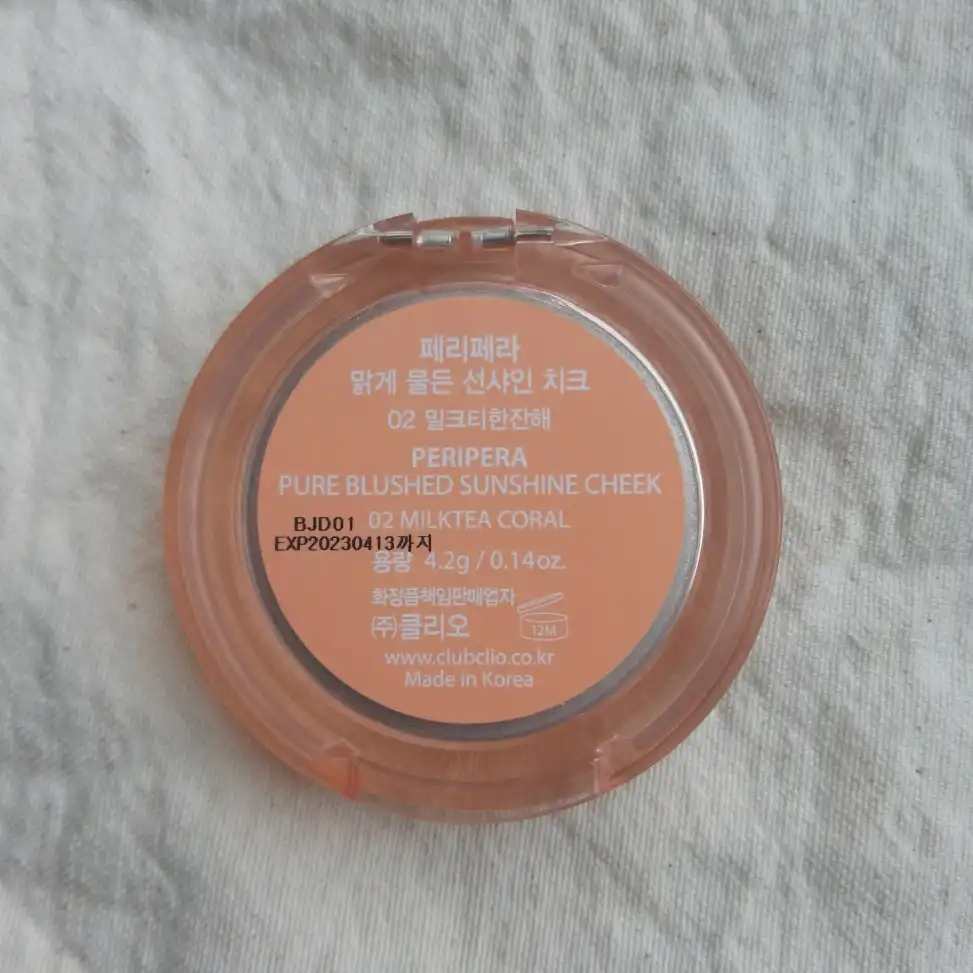 페리페라
맑게 물든 선샤인 치크
02 밀크티한잔해
PERIPERA
PURE BLUSHED SUNSHINE CHEEK
BJD01 02 MILKTEA CORAL
EXP20230413까지
용량 4.2g / 0.14oz.
화장품책임판매업자
㈜클리오
12M
www.clubclio.co.kr
Made in Korea